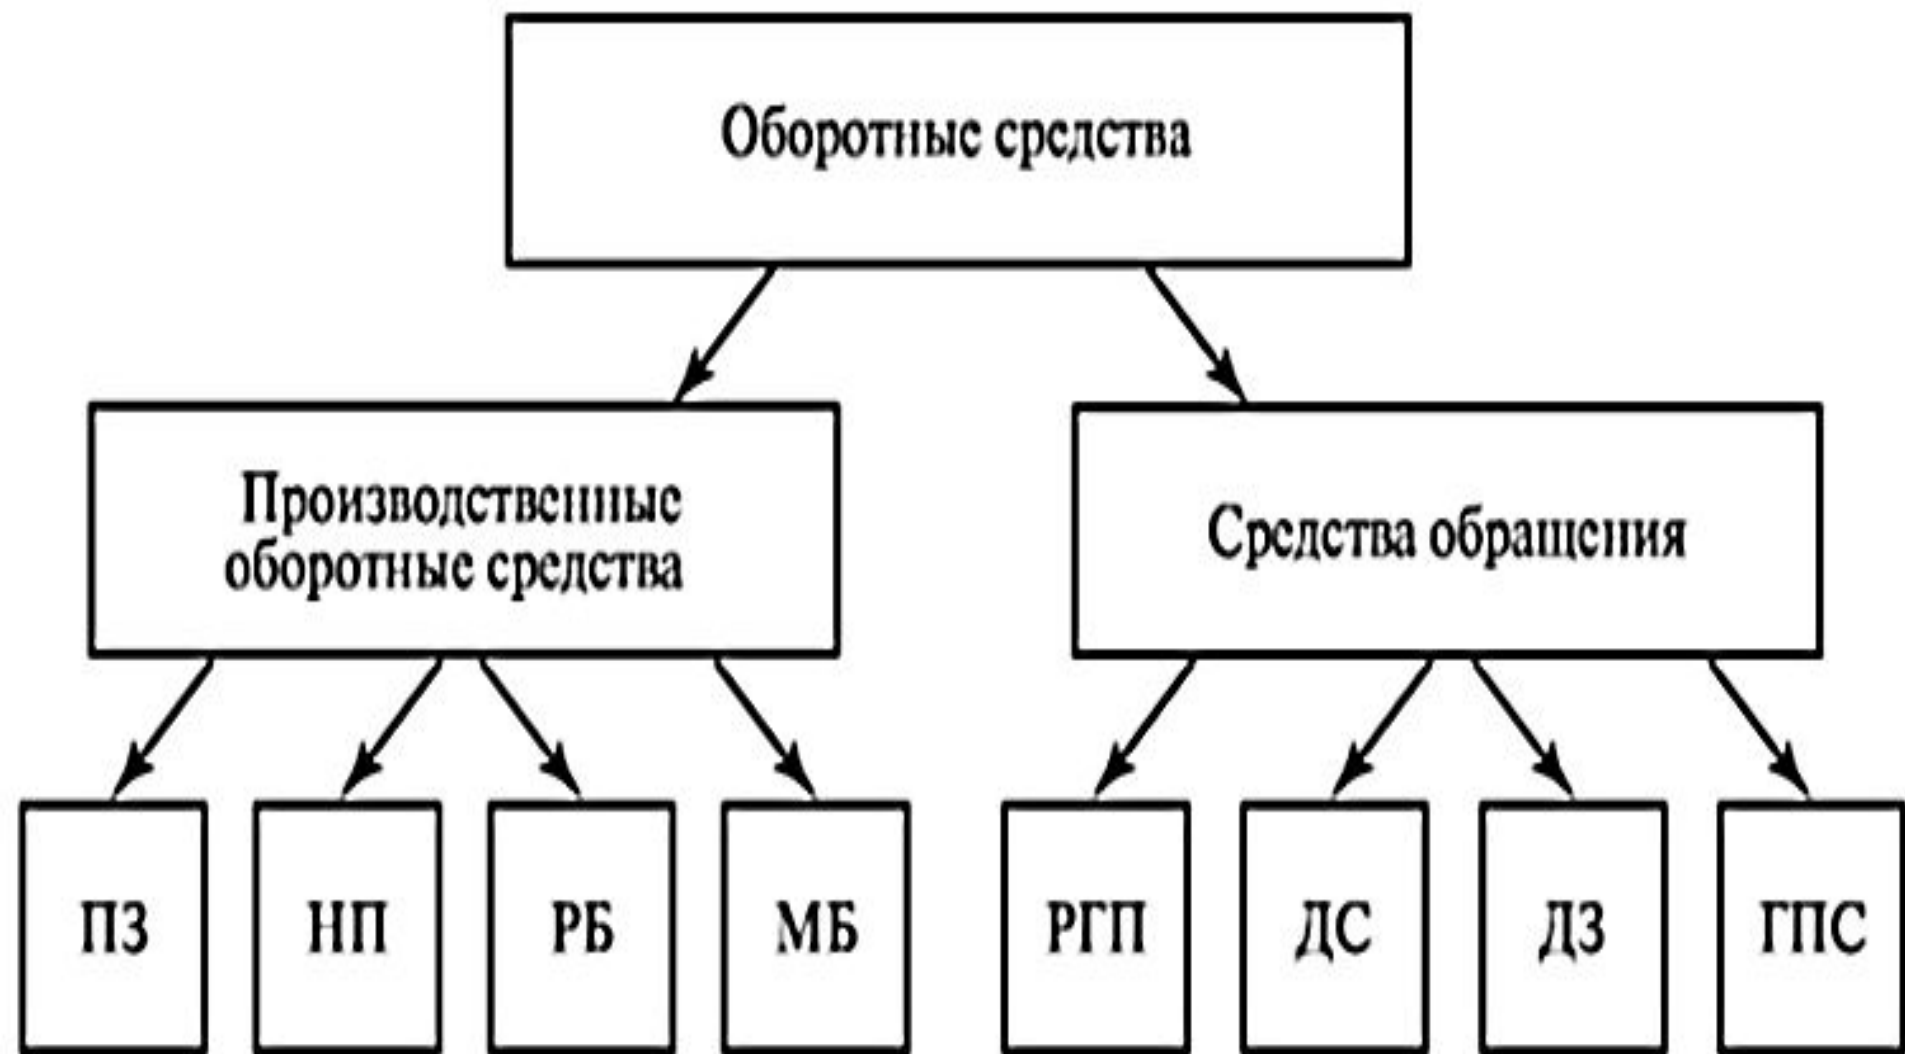 Оборотные средства
Производственные
оборотные средства
Средства обращения
ПЗ
НП
РБ
МБ
РГП
ДС
ДЗ
ГПС